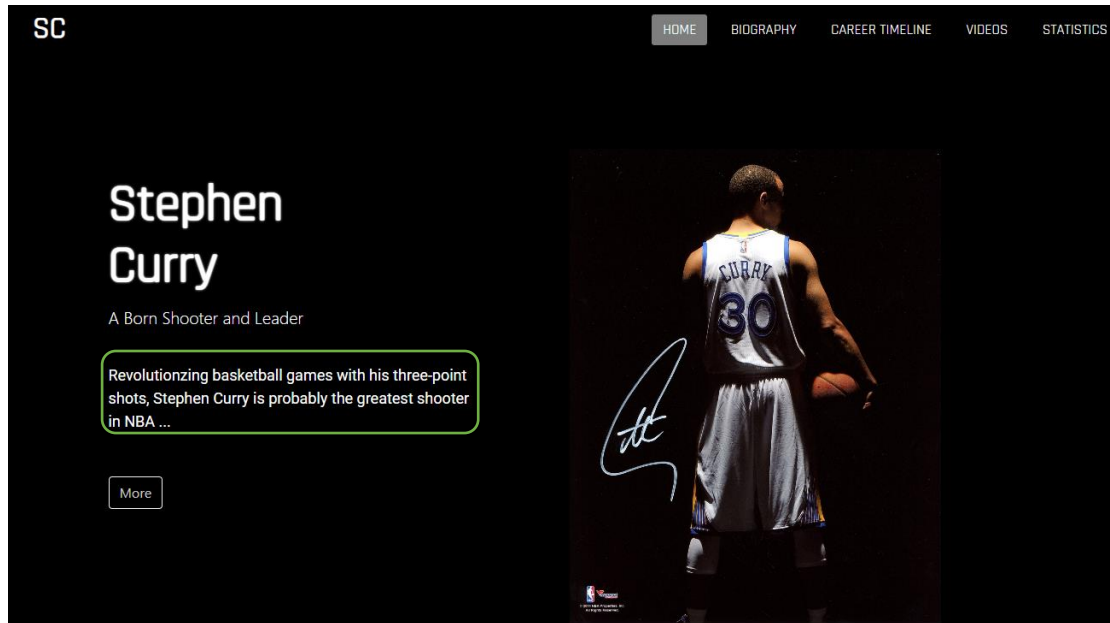 SC
HOME BIOGRAPHY CAREER TIMELINE VIDEOS STATISTICS
Stephen
Curry
A Born Shooter and Leader
Revolutionzing basketball games with his three-point
shots, Stephen Curry is probably the greatest shooter
in NBA ...
More
CURRY
30